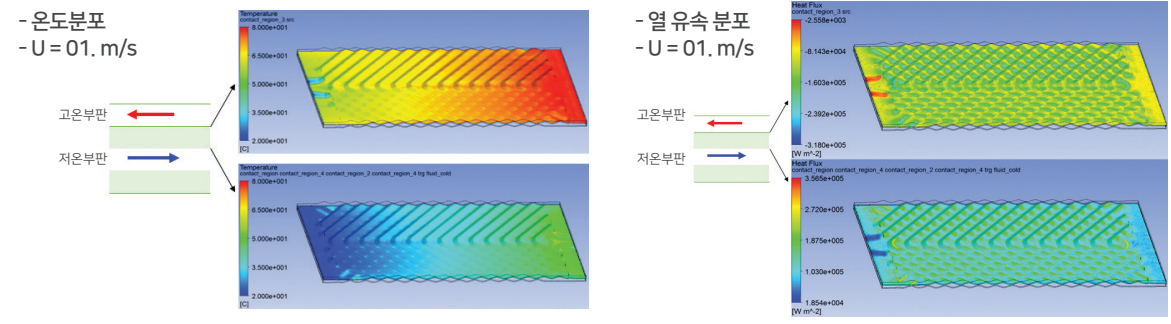 - 온도분포
- U = 01. m/s
고온부판
저온부판
Temperature
contact_region_3 src
8.000e+001
6.500e+001
5.000e+001
3.500e+001
2.000e+001
[C]
Temperature
contact_region contact_region_4 contact_region_2 contact_region_4 trg fluid_cold
8.000e+001
6.500e+001
5.000e+001
3.500e+001
2.000e+001
[C]
- 열 유속 분포
- U = 01. m/s
고온부판
저온부판
Heat Flux
contact_region_3 src
-2.558e+003
-8.143e+004
-1.603e+005
-2.392e+005
-3.180e+005
[W m^-2]
Heat Flux
contact_region contact_region_4 contact_region_2 contact_region_4 trg fluid_cold
3.565e+005
2.720e+005
1.875e+005
1.030e+005
1.854e+004
[W m^-2]